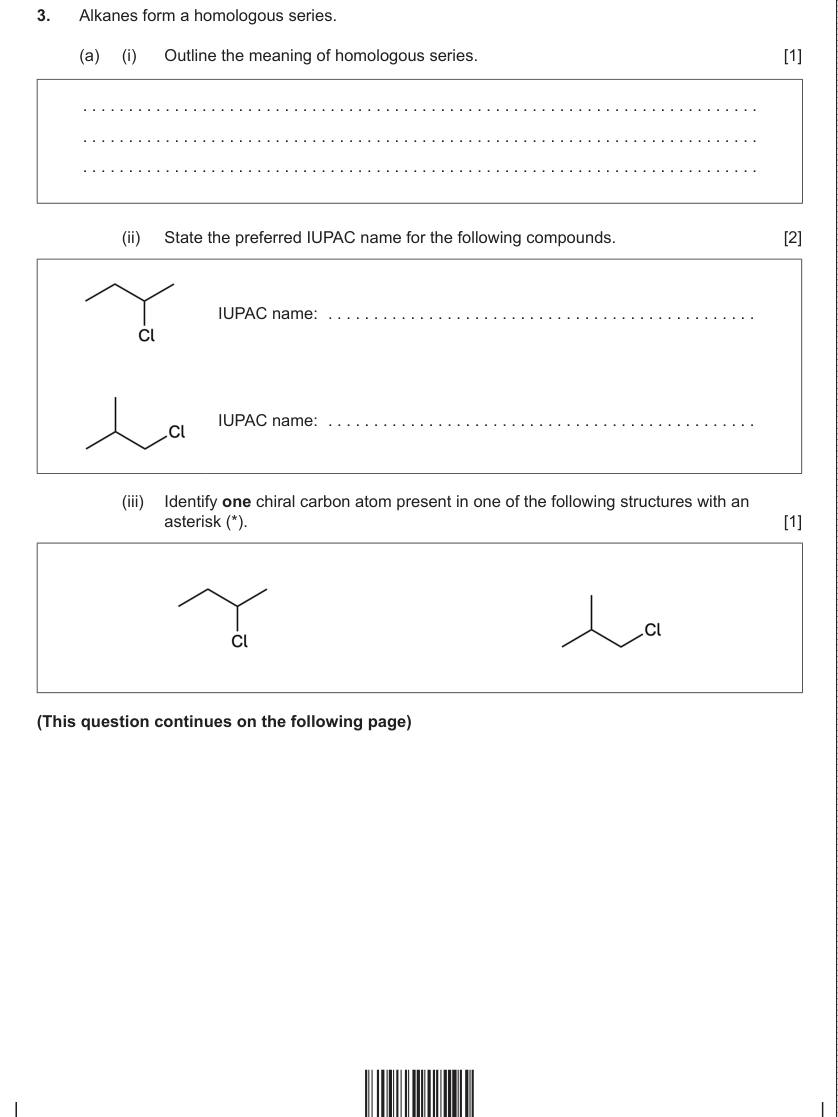 3. Alkanes form a homologous series.
(a) (i) Outline the meaning of homologous series. [1]
. . . . . . . . . . . . . . . . . . . . . . . . . . . . . . . . . . . . . . . . . . . . . . . . . . . . . . . . . . . . . . . . . . . . . . . . . .
. . . . . . . . . . . . . . . . . . . . . . . . . . . . . . . . . . . . . . . . . . . . . . . . . . . . . . . . . . . . . . . . . . . . . . . . . .
. . . . . . . . . . . . . . . . . . . . . . . . . . . . . . . . . . . . . . . . . . . . . . . . . . . . . . . . . . . . . . . . . . . . . . . . . .
(ii) State the preferred IUPAC name for the following compounds. [2]
IUPAC name: . . . . . . . . . . . . . . . . . . . . . . . . . . . . . . . . . . . . . . . . . . . . . . .
Cl
IUPAC name: . . . . . . . . . . . . . . . . . . . . . . . . . . . . . . . . . . . . . . . . . . . . . . .
Cl
(iii) Identify one chiral carbon atom present in one of the following structures with an
asterisk (*). [1]
Cl
Cl
(This question continues on the following page)